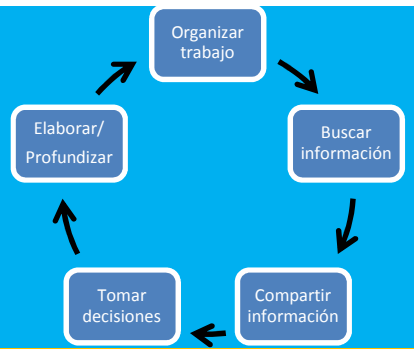 Organizar
trabajo
Buscar
información
Compartir
información
Tomar
decisiones
Elaborar/
Profundizar